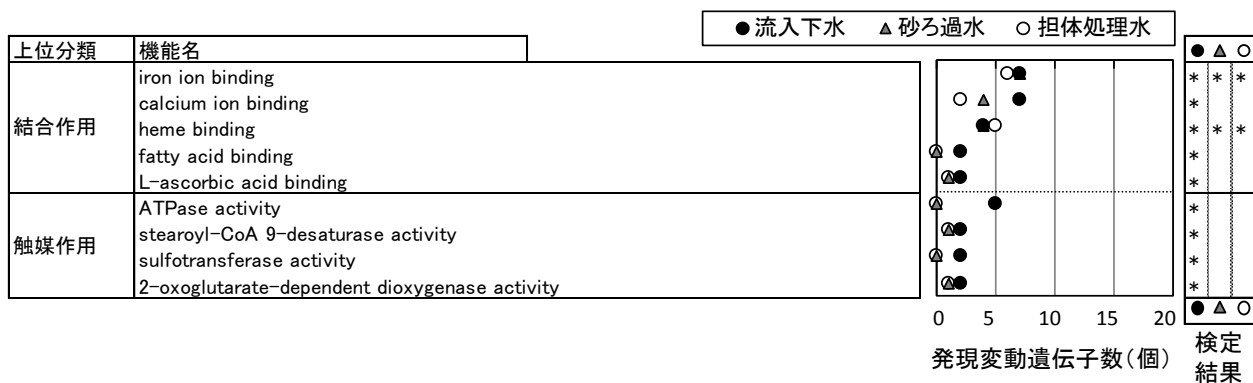 ●流入下水 ▲砂ろ過水 ○担体処理水
上位分類 機能名 ● ▲ ○
結合作用
iron ion binding * * *
calcium ion binding *
heme binding * * *
fatty acid binding *
L-ascorbic acid binding *
触媒作用
ATPase activity *
stearoyl-CoA 9-desaturase activity *
sulfotransferase activity *
2-oxoglutarate-dependent dioxygenase activity *
● ▲ ○
0 5 10 15 20
発現変動遺伝子数(個)
検定
結果